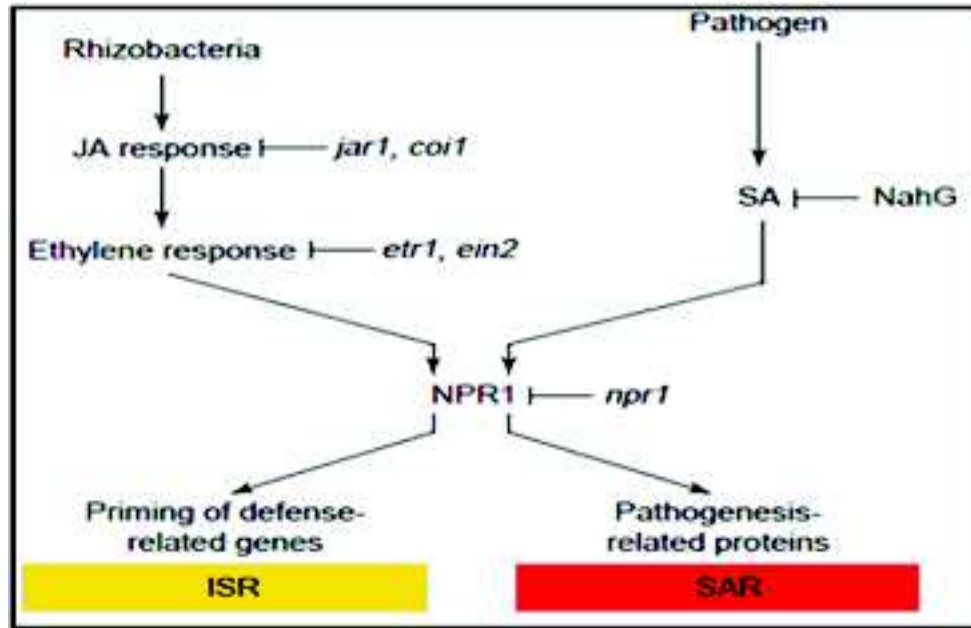 Rhizobacteria
Pathogen
JA response
jar1, coi1
SA
NahG
Ethylene response
etr1, ein2
NPR1
npr1
Priming of defense-
related genes
Pathogenesis-
related proteins
ISR
SAR